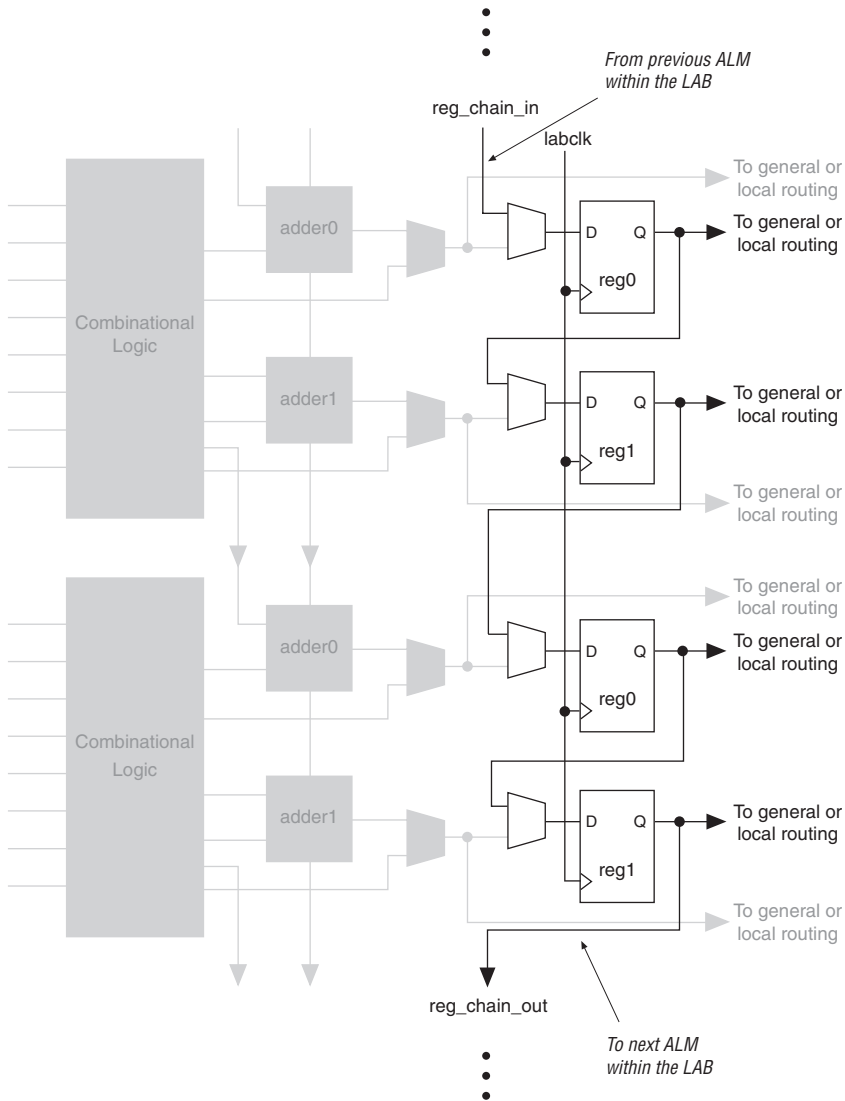 From previous ALM
within the LAB
reg_chain_in
labclk
To general or
local routing
adder0
D
Q
To general or
local routing
reg0
Combinational
Logic
adder1
D
Q
To general or
local routing
reg1
To general or
local routing
To general or
local routing
adder0
D
Q
To general or
local routing
reg0
Combinational
Logic
adder1
D
Q
To general or
local routing
reg1
To general or
local routing
reg_chain_out
To next ALM
within the LAB